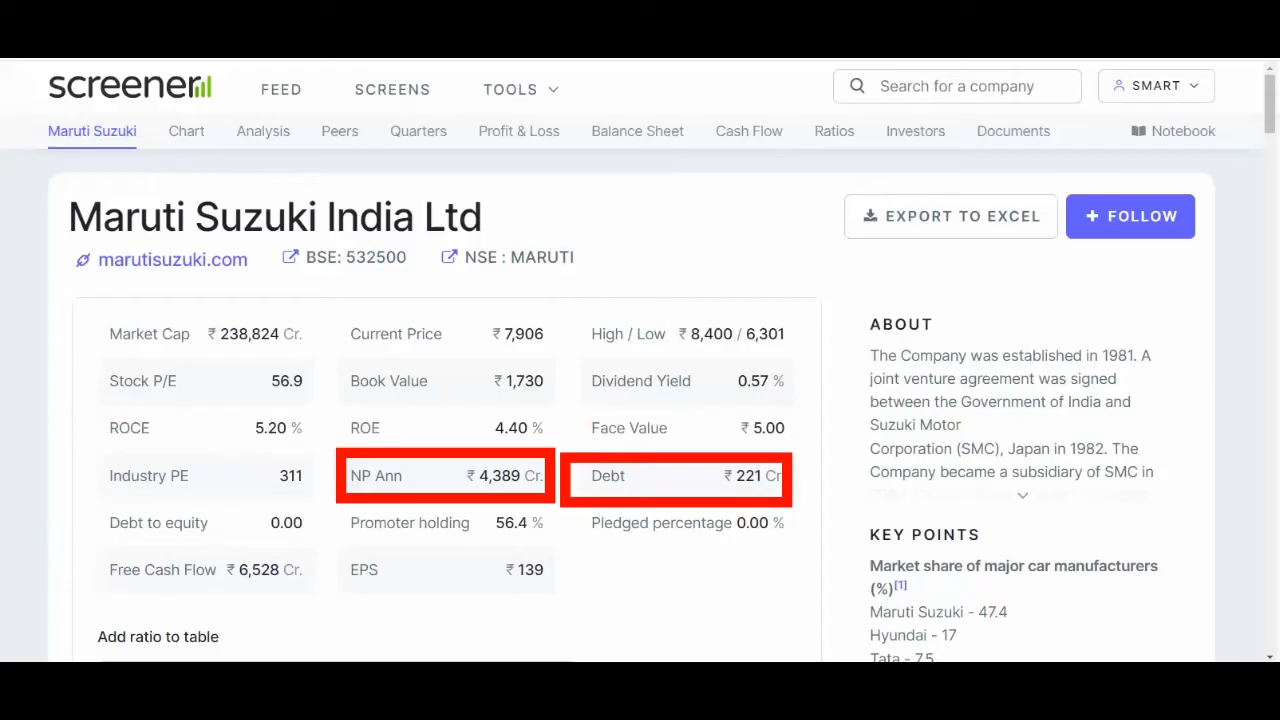 screener
FEED SCREENS TOOLS
Search for a company
SMART
Maruti Suzuki Chart Analysis Peers Quarters Profit & Loss Balance Sheet Cash Flow Ratios Investors Documents Notebook
Maruti Suzuki India Ltd
EXPORT TO EXCEL
+ FOLLOW
marutisuzuki.com BSE: 532500 NSE : MARUTI
Market Cap ₹ 238,824 Cr. Current Price ₹ 7,906 High / Low ₹ 8,400 / 6,301
Stock P/E 56.9 Book Value ₹ 1,730 Dividend Yield 0.57 %
ROCE 5.20 % ROE 4.40 % Face Value ₹ 5.00
Industry PE 311 NP Ann ₹ 4,389 Cr. Debt ₹ 221 Cr
Debt to equity 0.00 Promoter holding 56.4 % Pledged percentage 0.00 %
Free Cash Flow ₹ 6,528 Cr. EPS ₹ 139
Add ratio to table
ABOUT
The Company was established in 1981. A
joint venture agreement was signed
between the Government of India and
Suzuki Motor
Corporation (SMC), Japan in 1982. The
Company became a subsidiary of SMC in
KEY POINTS
Market share of major car manufacturers
(%)[1]
Maruti Suzuki - 47.4
Hyundai - 17
Tata - 7.5